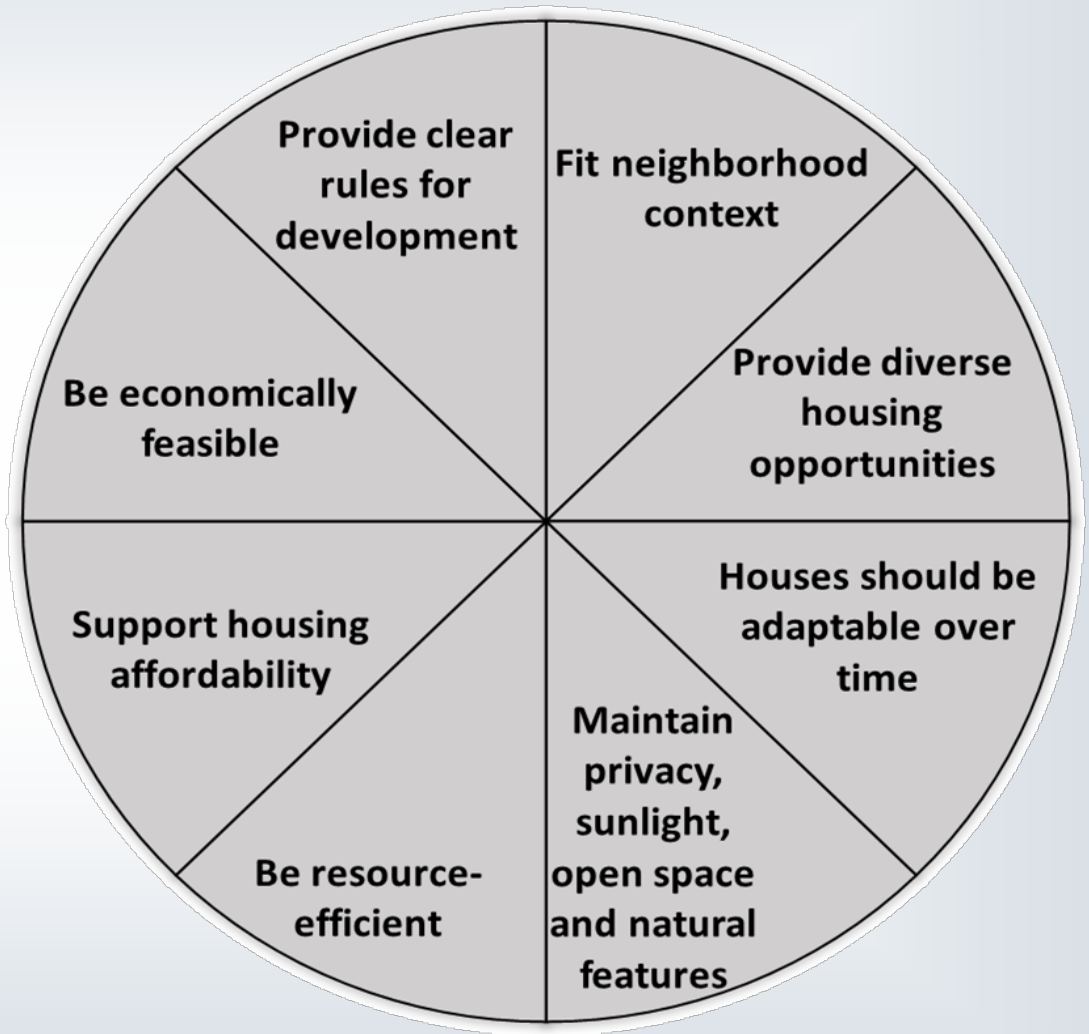 Provide clear
rules for
development
Fit neighborhood
context
Provide diverse
housing
opportunities
Houses should be
adaptable over
time
Maintain
privacy,
sunlight,
open space
and natural
features
Be resource-
efficient
Support housing
affordability
Be economically
feasible